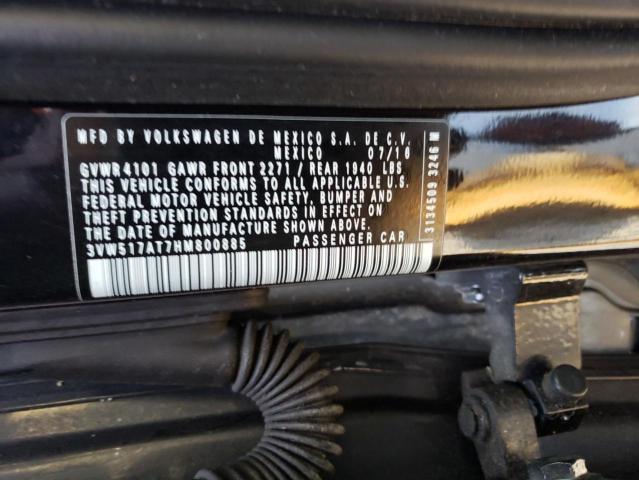 MFD BY VOLKSWAGEN DE MEXICO S.A. DE C.V.
MEXICO 07/16
GVWR4101 GAWR FRONT 2271 / REAR 1940 LBS
THIS VEHICLE CONFORMS TO ALL APPLICABLE U.S.
FEDERAL MOTOR VEHICLE SAFETY, BUMPER AND
THEFT PREVENTION STANDARDS IN EFFECT ON
THE DATE OF MANUFACTURE SHOWN ABOVE.
3VW517AT7HM800885 PASSENGER CAR
3134509 3246 M